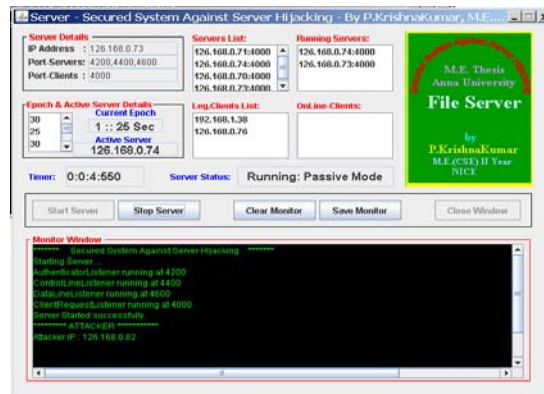 Server - Secured System Against Server Hijacking - By P.KrishnaKumar, M.E....
Server Details
IP Address : 126.168.0.73
Port-Servers: 4200,4400,4600
Port-Clients : 4000
Servers List:
126.168.0.71:4000
126.168.0.74:4000
126.168.0.70:4000
126.168.0.73:4000
Running Servers:
126.168.0.74:4000
126.168.0.73:4000
Epoch & Active Server Details
30
25
30
Current Epoch
1 :: 25 Sec
Active Server
126.168.0.74
Leg.Clients List:
192.168.1.38
126.168.0.76
OnLine-Clients:
M.E. Thesis
Anna University
File Server
by
P.KrishnaKumar
M.E.(CSE) II Year
NICE
Timer: 0:0:4:550
Server Status: Running: Passive Mode
Start Server
Stop Server
Clear Monitor
Save Monitor
Close Window
Monitor Window
******* Secured System Against Server Hijacking *******
Starting Server....
AuthenticatorListener running at 4200
ControlLineListener running at 4400
DataLineListener running at 4600
ClientRequestListener running at 4000
Server Started successfully.
********* ATTACKER ***********
Attacker IP : 126.168.0.82